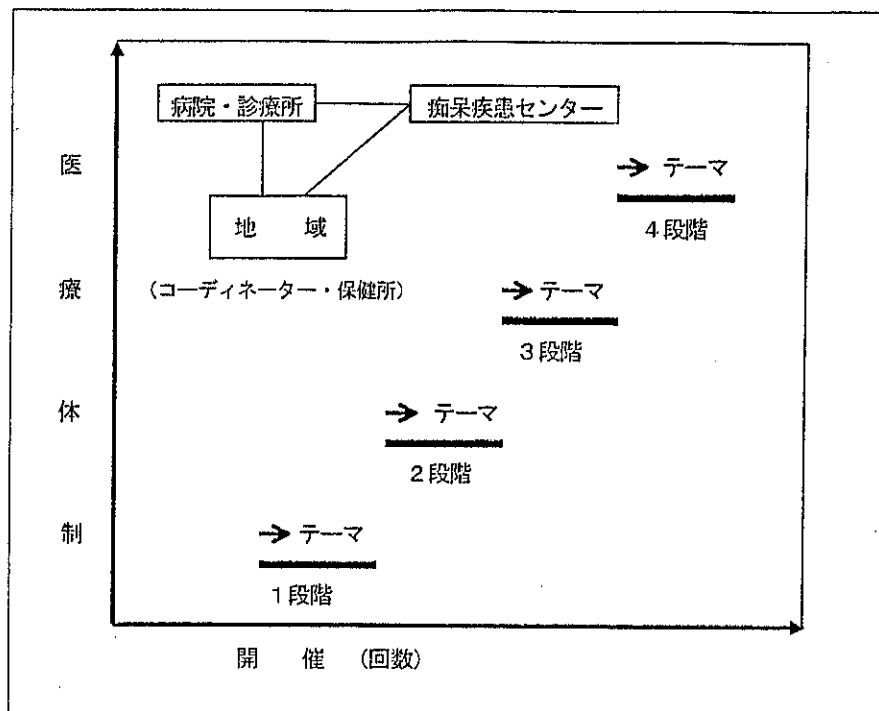 病院・診療所
痴呆疾患センター
地 域
(コーディネーター・保健所)
医 療 体 制
→ テーマ
4段階
→ テーマ
3段階
→ テーマ
2段階
→ テーマ
1段階
開 催 (回数)